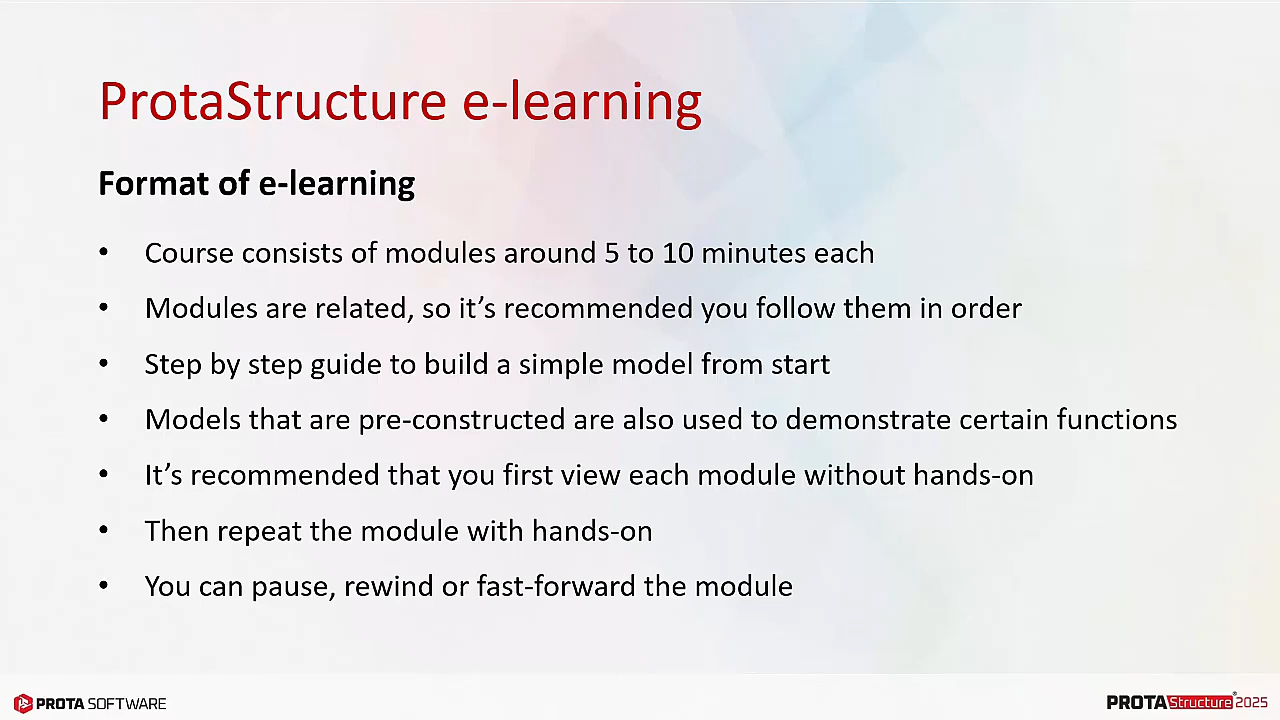 ProtaStructure e-learning
Format of e-learning
• Course consists of modules around 5 to 10 minutes each
• Modules are related, so it’s recommended you follow them in order
• Step by step guide to build a simple model from start
• Models that are pre-constructed are also used to demonstrate certain functions
• It’s recommended that you first view each module without hands-on
• Then repeat the module with hands-on
• You can pause, rewind or fast-forward the module
PROTA SOFTWARE
PROTAStructure® 2025